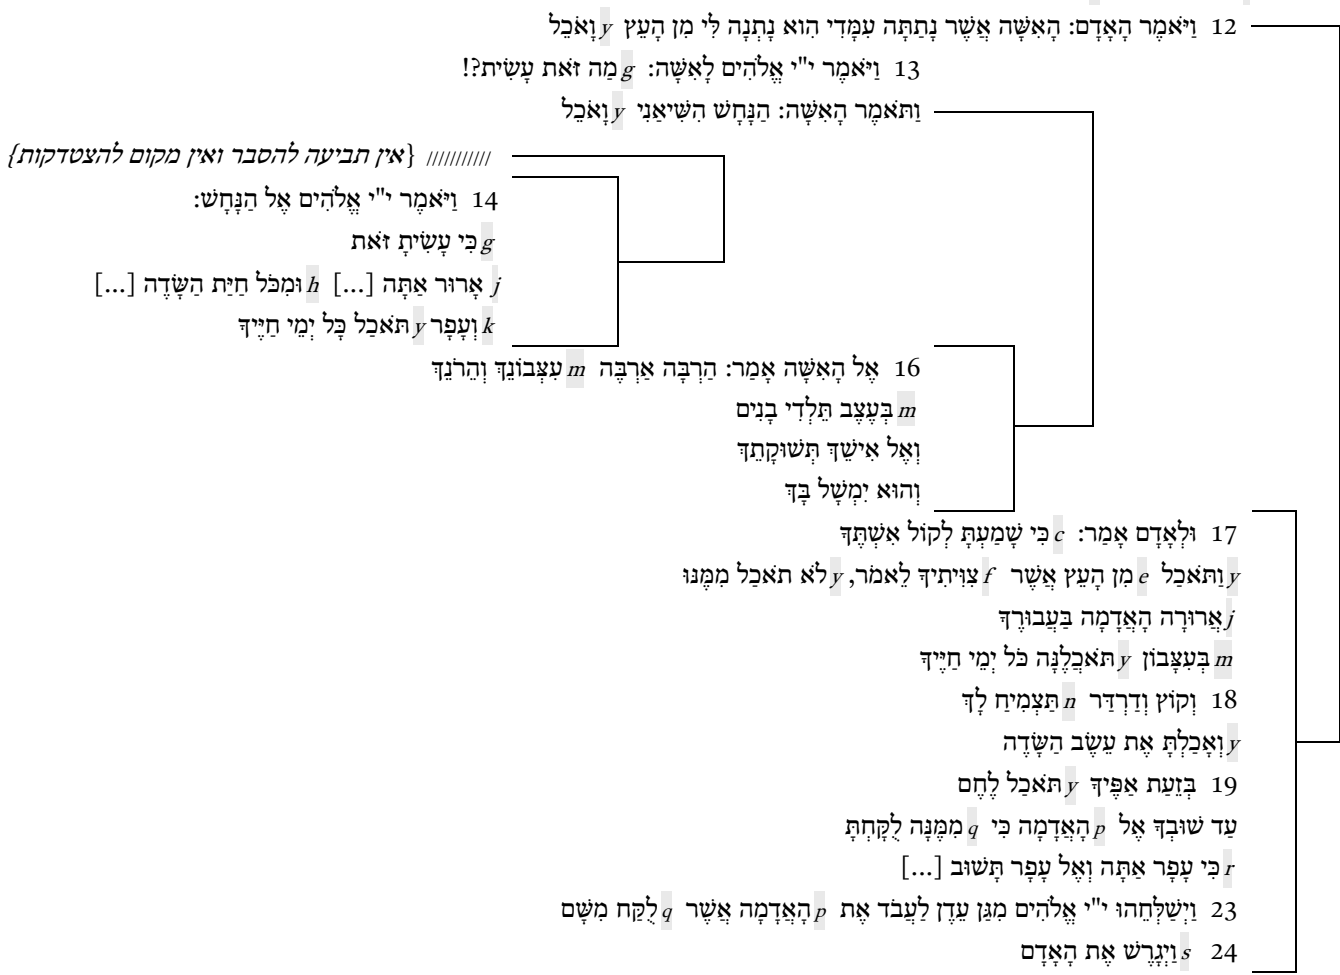 12 וַיֹּאמֶר הָאָדָם: הָאִשָּׁה אֲשֶׁר נָתַתָּה עִמָּדִי הִוא נָתְנָה לִּי מִן הָעֵץ y וָאֹכֵל
13 וַיֹּאמֶר י"י אֱלֹהִים לָאִשָּׁה: g מַה זֹּאת עָשִׂית?!
וַתֹּאמֶר הָאִשָּׁה: הַנָּחָשׁ הִשִּׁיאַנִי y וָאֹכֵל
/////////// {אין תביעה להסבר ואין מקום להצטדקות}
14 וַיֹּאמֶר י"י אֱלֹהִים אֶל הַנָּחָשׁ:
g כִּי עָשִׂיתָ זֹּאת
j אָרוּר אַתָּה [...] h וּמִכֹּל חַיַּת הַשָּׂדֶה [...]
k וְעָפָר y תֹּאכַל כָּל יְמֵי חַיֶּיךָ
16 אֶל הָאִשָּׁה אָמַר: הַרְבָּה אַרְבֶּה m עִצְּבוֹנֵךְ וְהֵרֹנֵךְ
m בְּעֶצֶב תֵּלְדִי בָנִים
וְאֶל אִישֵׁךְ תְּשׁוּקָתֵךְ
וְהוּא יִמְשָׁל בָּךְ
17 וּלְאָדָם אָמַר: c כִּי שָׁמַעְתָּ לְקוֹל אִשְׁתֶּךָ
y וַתֹּאכַל e מִן הָעֵץ אֲשֶׁר f צִוִּיתִיךָ לֵאמֹר, y לֹא תֹאכַל מִמֶּנּוּ
j אֲרוּרָה הָאֲדָמָה בַּעֲבוּרֶךָ
m בְּעִצָּבוֹן y תֹּאכֲלֶנָּה כֹּל יְמֵי חַיֶּיךָ
18 וְקוֹץ וְדַרְדַּר n תַּצְמִיחַ לָךְ
y וְאָכַלְתָּ אֶת עֵשֶׂב הַשָּׂדֶה
19 בְּזֵעַת אַפֶּיךָ y תֹּאכַל לֶחֶם
עַד שׁוּבְךָ אֶל p הָאֲדָמָה כִּי q מִמֶּנָּה לֻקָּחְתָּ
r כִּי עָפָר אַתָּה וְאֶל עָפָר תָּשׁוּב [...]
23 וַיְשַׁלְּחֵהוּ י"י אֱלֹהִים מִגַּן עֵדֶן לַעֲבֹד אֶת p הָאֲדָמָה אֲשֶׁר q לֻקַּח מִשָּׁם
24 s וַיְגָרֶשׁ אֶת הָאָדָם